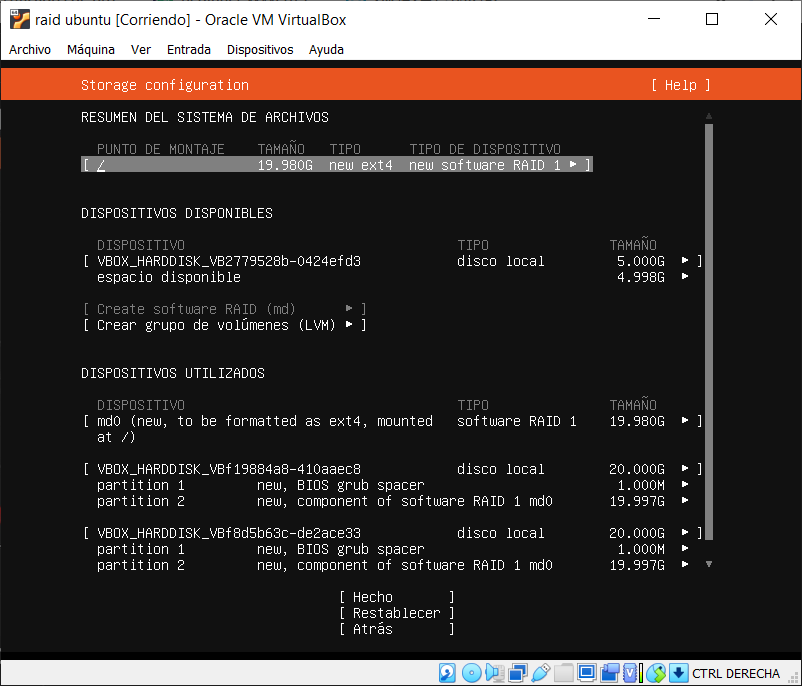 raid ubuntu [Corriendo] - Oracle VM VirtualBox
Archivo Máquina Ver Entrada Dispositivos Ayuda
Storage configuration [ Help ]
RESUMEN DEL SISTEMA DE ARCHIVOS
PUNTO DE MONTAJE TAMAÑO TIPO TIPO DE DISPOSITIVO
[ / 19.980G new ext4 new software RAID 1 ▸ ]
DISPOSITIVOS DISPONIBLES
DISPOSITIVO TIPO TAMAÑO
[ VBOX_HARDDISK_VB2779528b-0424efd3 disco local 5.000G ▸ ]
espacio disponible 4.998G ▸
[ Create software RAID (md) ▸ ]
[ Crear grupo de volúmenes (LVM) ▸ ]
DISPOSITIVOS UTILIZADOS
DISPOSITIVO TIPO TAMAÑO
[ md0 (new, to be formatted as ext4, mounted software RAID 1 19.980G ▸ ]
at /)
[ VBOX_HARDDISK_VBf19884a8-410aaec8 disco local 20.000G ▸ ]
partition 1 new, BIOS grub spacer 1.000M ▸
partition 2 new, component of software RAID 1 md0 19.997G ▸
[ VBOX_HARDDISK_VBf8d5b63c-de2ace33 disco local 20.000G ▸ ]
partition 1 new, BIOS grub spacer 1.000M ▸
partition 2 new, component of software RAID 1 md0 19.997G ▸
[ Hecho ]
[ Restablecer ]
[ Atrás ]
CTRL DERECHA